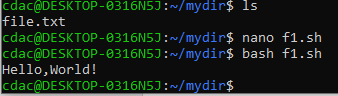 cdac@DESKTOP-0316N5J:~/mydir$ ls
file.txt
cdac@DESKTOP-0316N5J:~/mydir$ nano f1.sh
cdac@DESKTOP-0316N5J:~/mydir$ bash f1.sh
Hello,World!
cdac@DESKTOP-0316N5J:~/mydir$